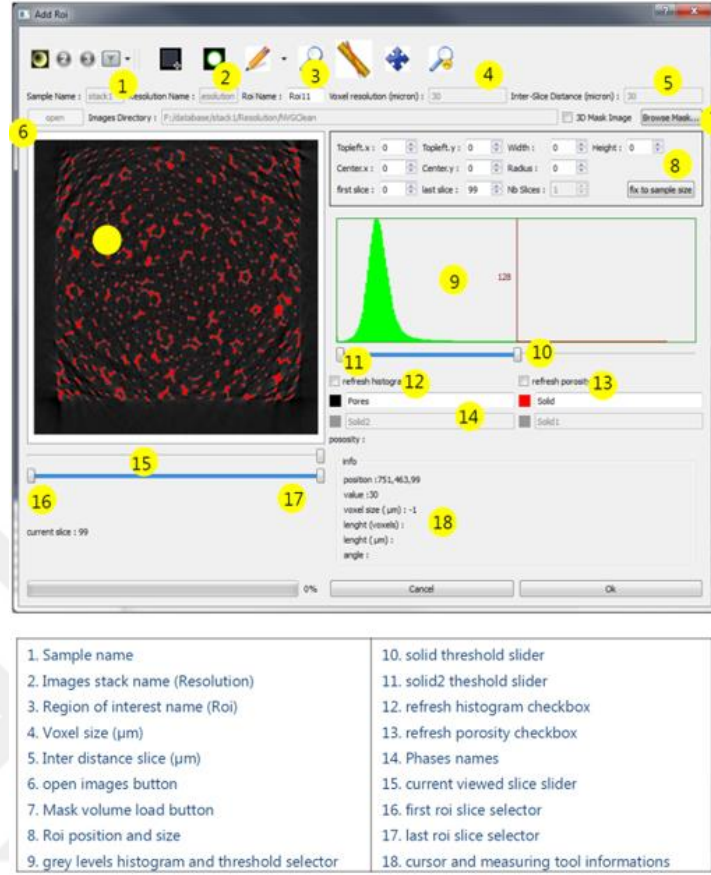 Add Roi
1 2 3 4 5
Sample Name : stack1 Resolution Name : esolution Roi Name : Roi11 Voxel resolution (micron) : 30 Inter-Slice Distance (micron) : 30
open Images Directory : F:/database/stack1/Resolution/IWGClean 3D Mask Image Browse Mask...
6
Topleft.x : 0 Topleft.y : 0 Width : 0 Height : 0
Center.x : 0 Center.y : 0 Radius : 0 8
first slice : 0 last slice : 99 Nb Slices : 1 fix to sample size
128
9
11 10
refresh histogra 12 refresh porosit 13
Pores Solid
Solid2 14 Solid1
pososity :
15
info
16 17 position :751,463,99
value :30
voxel size ( µm) : -1
lenght (voxels) : 18
current slice : 99
lenght ( µm) :
angle :
0% Cancel Ok
1. Sample name
2. Images stack name (Resolution)
3. Region of interest name (Roi)
4. Voxel size (µm)
5. Inter distance slice (µm)
6. open images button
7. Mask volume load button
8. Roi position and size
9. grey levels histogram and threshold selector
10. solid threshold slider
11. solid2 theshold slider
12. refresh histogram checkbox
13. refresh porosity checkbox
14. Phases names
15. current viewed slice slider
16. first roi slice selector
17. last roi slice selector
18. cursor and measuring tool informations